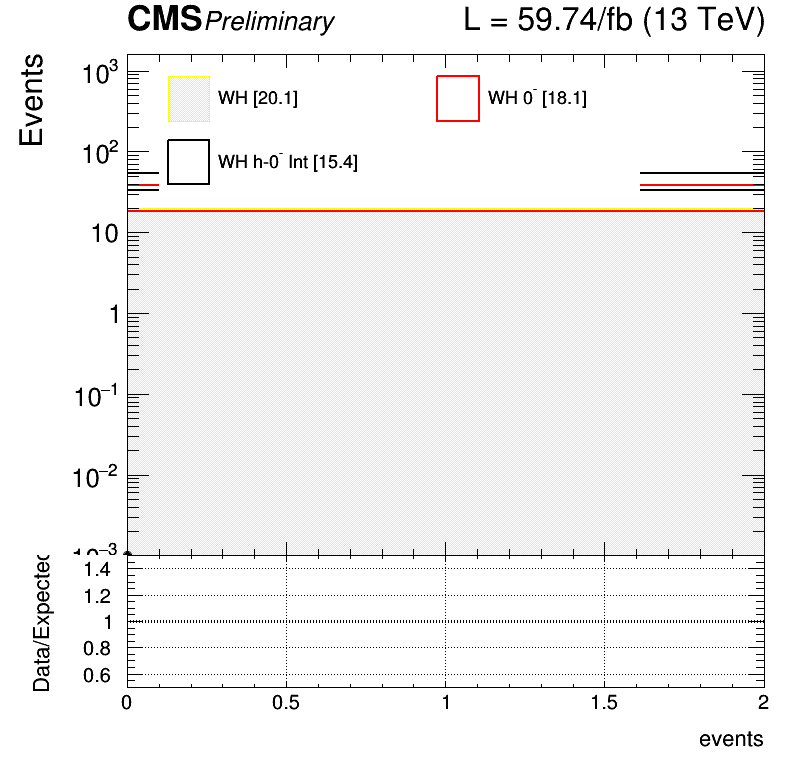 CMS Preliminary L = 59.74/fb (13 TeV)
Events
10³
WH [20.1]
WH 0⁻ [18.1]
10²
WH h-0⁻ Int [15.4]
10
1
10⁻¹
10⁻²
10⁻³
Data/Expected
1.4
1.2
1
0.8
0.6
0 0.5 1 1.5 2
events